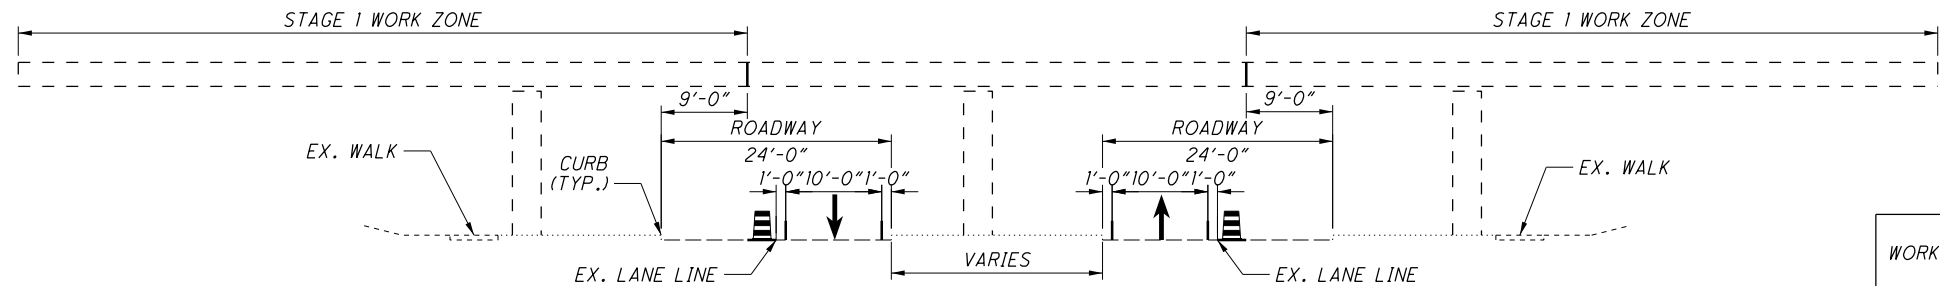 STAGE 1 WORK ZONE
STAGE 1 WORK ZONE
9'-0"
9'-0"
ROADWAY
24'-0"
ROADWAY
24'-0"
EX. WALK
CURB
(TYP.)
1'-0" 10'-0" 1'-0"
1'-0" 10'-0" 1'-0"
EX. WALK
WORK
VARIES
EX. LANE LINE
EX. LANE LINE